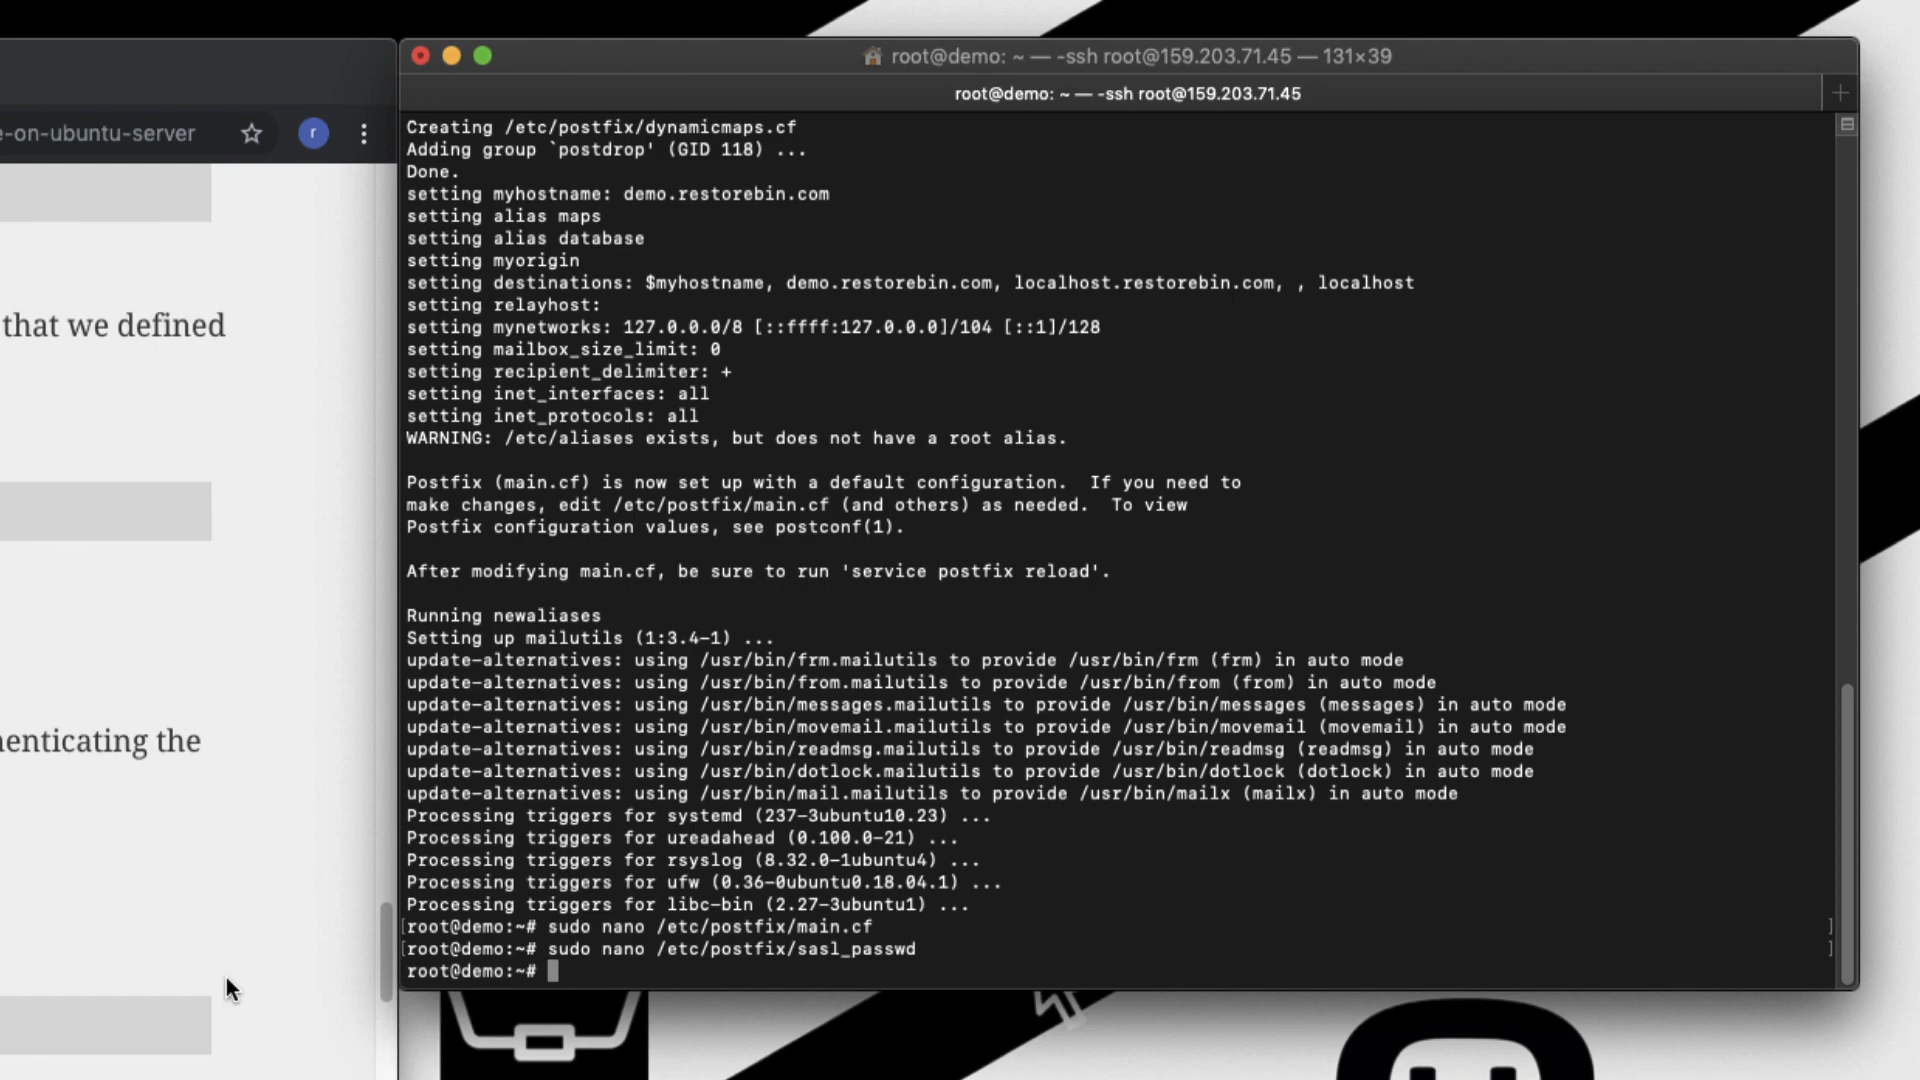 e-on-ubuntu-server
r
that we defined
enticating the
root@demo: ~ — -ssh root@159.203.71.45 — 131×39
root@demo: ~ — -ssh root@159.203.71.45
Creating /etc/postfix/dynamicmaps.cf
Adding group `postdrop' (GID 118) ...
Done.
setting myhostname: demo.restorebin.com
setting alias maps
setting alias database
setting myorigin
setting destinations: $myhostname, demo.restorebin.com, localhost.restorebin.com, , localhost
setting relayhost:
setting mynetworks: 127.0.0.0/8 [::ffff:127.0.0.0]/104 [::1]/128
setting mailbox_size_limit: 0
setting recipient_delimiter: +
setting inet_interfaces: all
setting inet_protocols: all
WARNING: /etc/aliases exists, but does not have a root alias.
Postfix (main.cf) is now set up with a default configuration.  If you need to
make changes, edit /etc/postfix/main.cf (and others) as needed.  To view
Postfix configuration values, see postconf(1).
After modifying main.cf, be sure to run 'service postfix reload'.
Running newaliases
Setting up mailutils (1:3.4-1) ...
update-alternatives: using /usr/bin/frm.mailutils to provide /usr/bin/frm (frm) in auto mode
update-alternatives: using /usr/bin/from.mailutils to provide /usr/bin/from (from) in auto mode
update-alternatives: using /usr/bin/messages.mailutils to provide /usr/bin/messages (messages) in auto mode
update-alternatives: using /usr/bin/movemail.mailutils to provide /usr/bin/movemail (movemail) in auto mode
update-alternatives: using /usr/bin/readmsg.mailutils to provide /usr/bin/readmsg (readmsg) in auto mode
update-alternatives: using /usr/bin/dotlock.mailutils to provide /usr/bin/dotlock (dotlock) in auto mode
update-alternatives: using /usr/bin/mail.mailutils to provide /usr/bin/mailx (mailx) in auto mode
Processing triggers for systemd (237-3ubuntu10.23) ...
Processing triggers for ureadahead (0.100.0-21) ...
Processing triggers for rsyslog (8.32.0-1ubuntu4) ...
Processing triggers for ufw (0.36-0ubuntu0.18.04.1) ...
Processing triggers for libc-bin (2.27-3ubuntu1) ...
[root@demo:~# sudo nano /etc/postfix/main.cf ]
[root@demo:~# sudo nano /etc/postfix/sasl_passwd ]
root@demo:~#